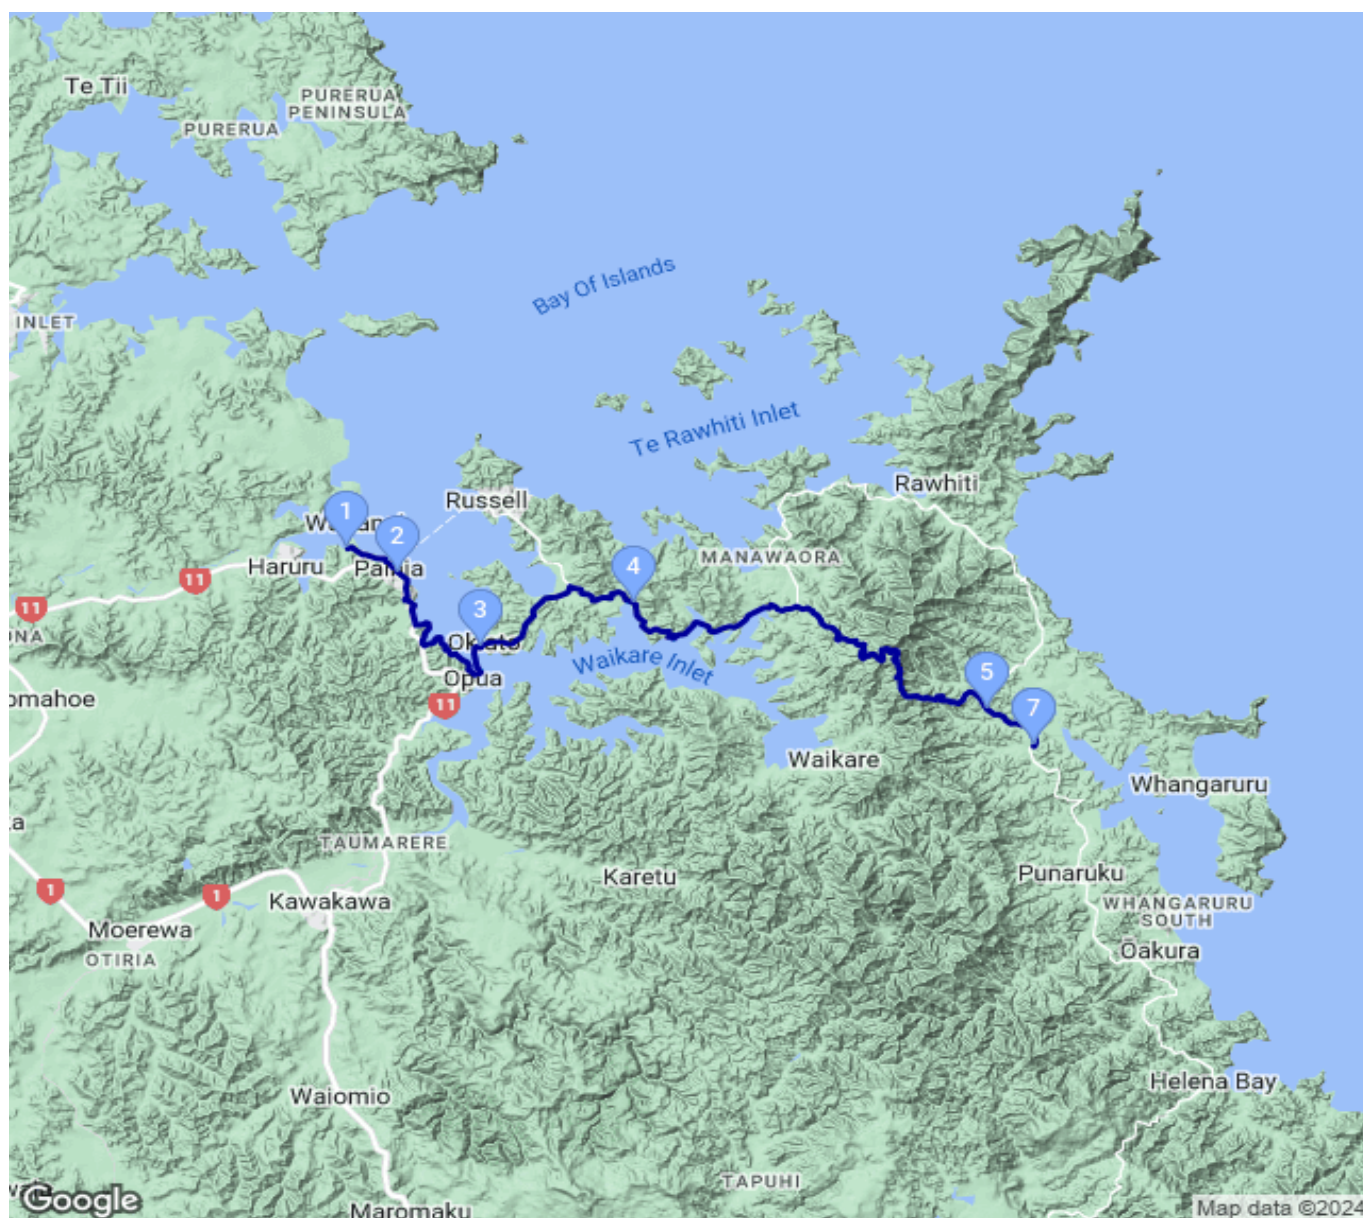 Te Tii
PURERUA
PENINSULA
PURERUA
Bay Of Islands
INLET
Te Rawhiti Inlet
Rawhiti
Russell
1
2
Haruru
11
11
MANAWAORA
4
3
Waikare Inlet
Opua
11
5
7
Waikare
Whangaruru
TAUMARERE
Karetu
Punaruku
1
1
Kawakawa
Moerewa
OTIRIA
WHANGARURU
SOUTH
Ōakura
Waiomio
Helena Bay
TAPUHI
Google
Maromaku
Map data ©2024